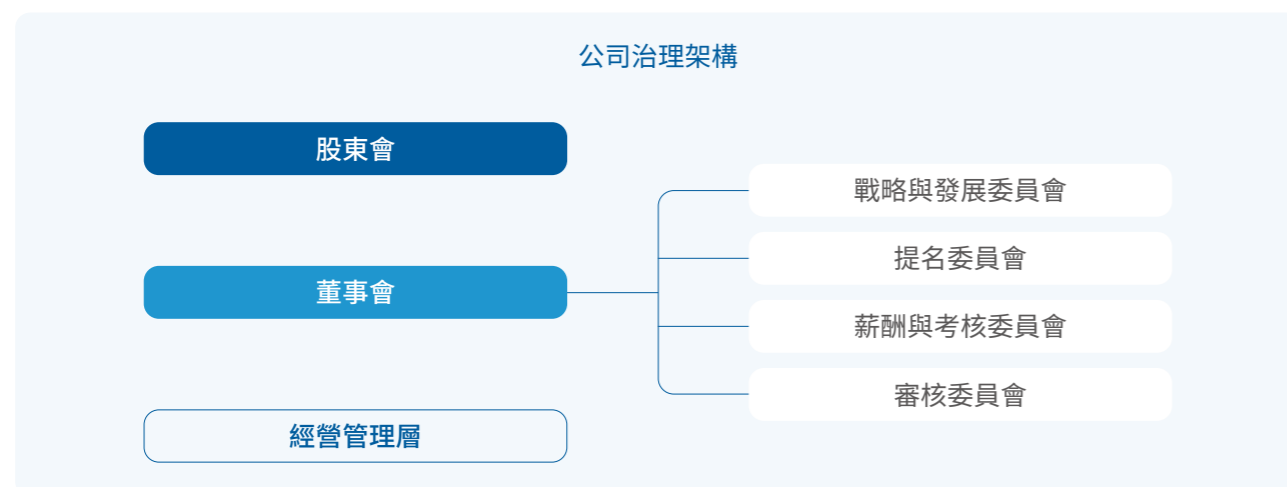 公司治理架構
股東會
董事會
經營管理層
戰略與發展委員會
提名委員會
薪酬與考核委員會
審核委員會